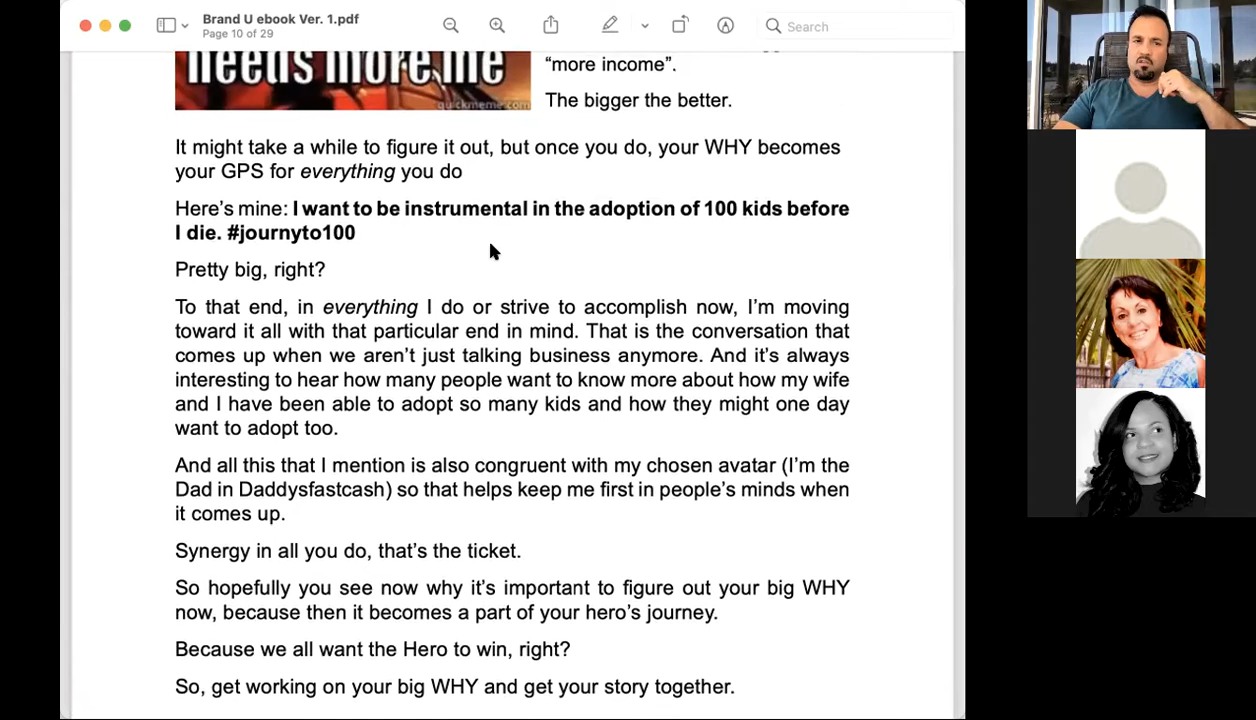 Brand U ebook Ver. 1.pdf
Page 10 of 29
Search
needs more me
quickmeme.com
“more income”.
The bigger the better.
It might take a while to figure it out, but once you do, your WHY becomes
your GPS for everything you do
Here’s mine: I want to be instrumental in the adoption of 100 kids before
I die. #journyto100
Pretty big, right?
To that end, in everything I do or strive to accomplish now, I’m moving
toward it all with that particular end in mind. That is the conversation that
comes up when we aren’t just talking business anymore. And it’s always
interesting to hear how many people want to know more about how my wife
and I have been able to adopt so many kids and how they might one day
want to adopt too.
And all this that I mention is also congruent with my chosen avatar (I’m the
Dad in Daddysfastcash) so that helps keep me first in people’s minds when
it comes up.
Synergy in all you do, that’s the ticket.
So hopefully you see now why it’s important to figure out your big WHY
now, because then it becomes a part of your hero’s journey.
Because we all want the Hero to win, right?
So, get working on your big WHY and get your story together.